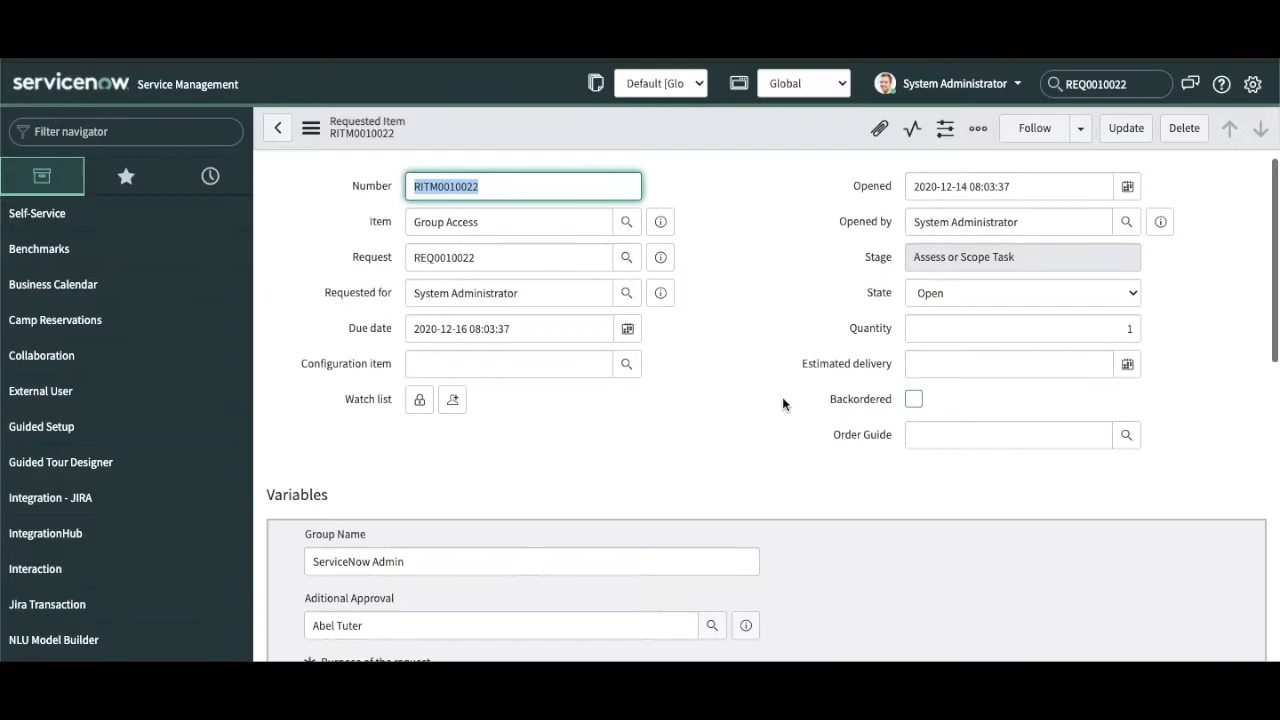 servicenow Service Management Default [Glo Global System Administrator REQ0010022
Filter navigator
Requested Item
RITM0010022
Follow Update Delete
Self-Service
Benchmarks
Business Calendar
Camp Reservations
Collaboration
External User
Guided Setup
Guided Tour Designer
Integration - JIRA
IntegrationHub
Interaction
Jira Transaction
NLU Model Builder
Number RITM0010022
Item Group Access
Request REQ0010022
Requested for System Administrator
Due date 2020-12-16 08:03:37
Configuration item
Watch list
Opened 2020-12-14 08:03:37
Opened by System Administrator
Stage Assess or Scope Task
State Open
Quantity 1
Estimated delivery
Backordered
Order Guide
Variables
Group Name
ServiceNow Admin
Aditional Approval
Abel Tuter
Purpose of the request